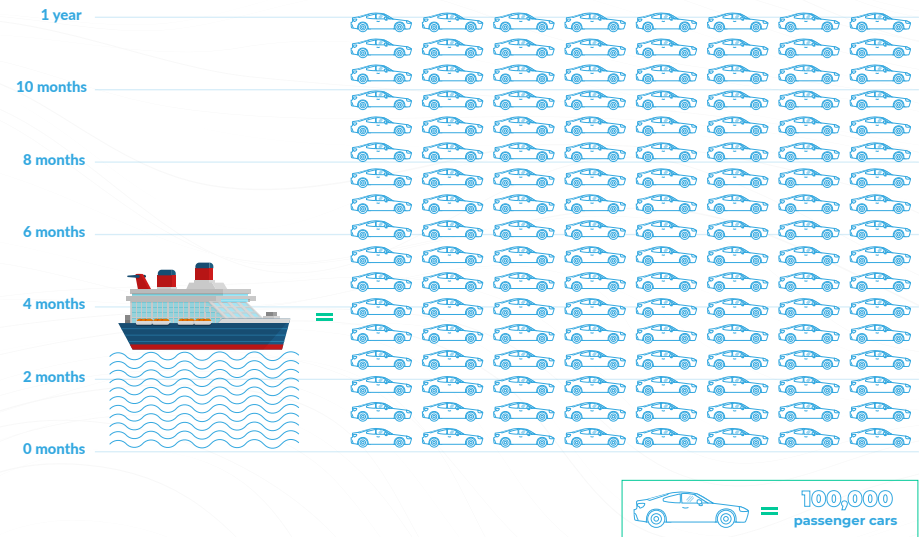 1 year
10 months
8 months
6 months
4 months
2 months
0 months
=
= 100,000
passenger cars